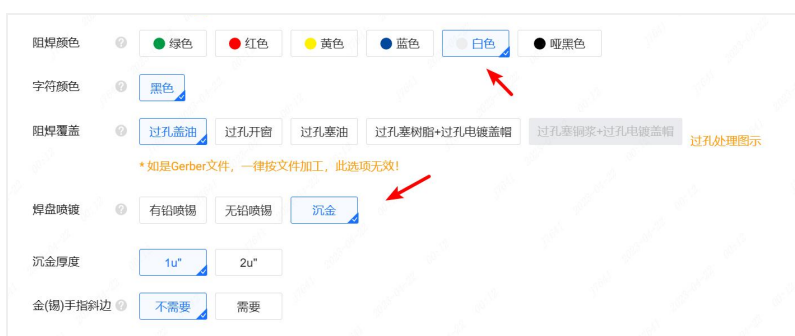 阻焊颜色 ? 绿色 红色 黄色 蓝色 白色 哑黑色
字符颜色 ? 黑色
阻焊覆盖 ? 过孔盖油 过孔开窗 过孔塞油 过孔塞树脂+过孔电镀盖帽 过孔塞铜浆+过孔电镀盖帽 过孔处理图示
* 如是Gerber文件，一律按文件加工，此选项无效！
焊盘喷镀 ? 有铅喷锡 无铅喷锡 沉金
沉金厚度 1u" 2u"
金(锡)手指斜边 ? 不需要 需要